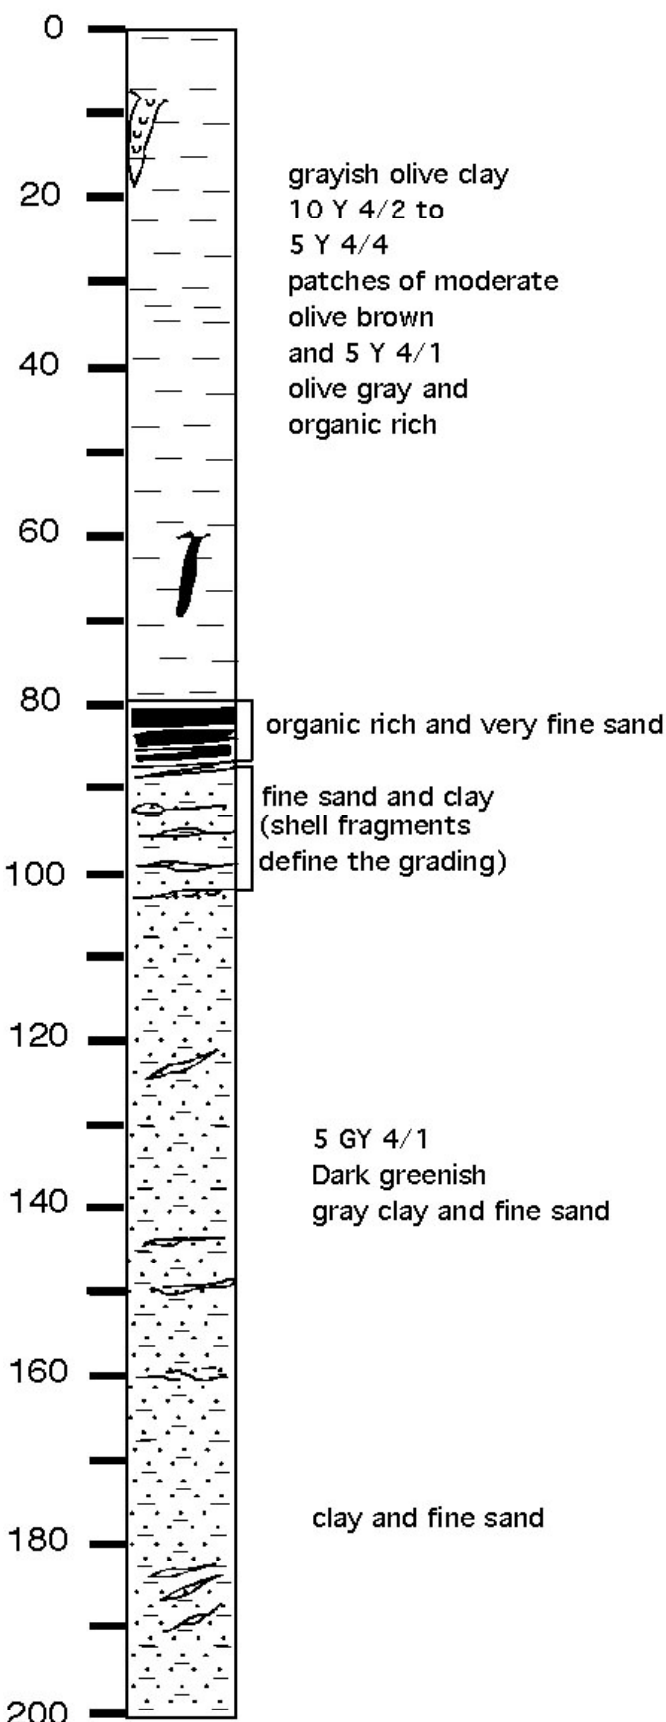 0
20
grayish olive clay
10 Y 4/2 to
5 Y 4/4
patches of moderate
olive brown
and 5 Y 4/1
olive gray and
organic rich
40
60
80
organic rich and very fine sand
fine sand and clay
(shell fragments
define the grading)
100
120
5 GY 4/1
Dark greenish
gray clay and fine sand
140
160
clay and fine sand
180
200